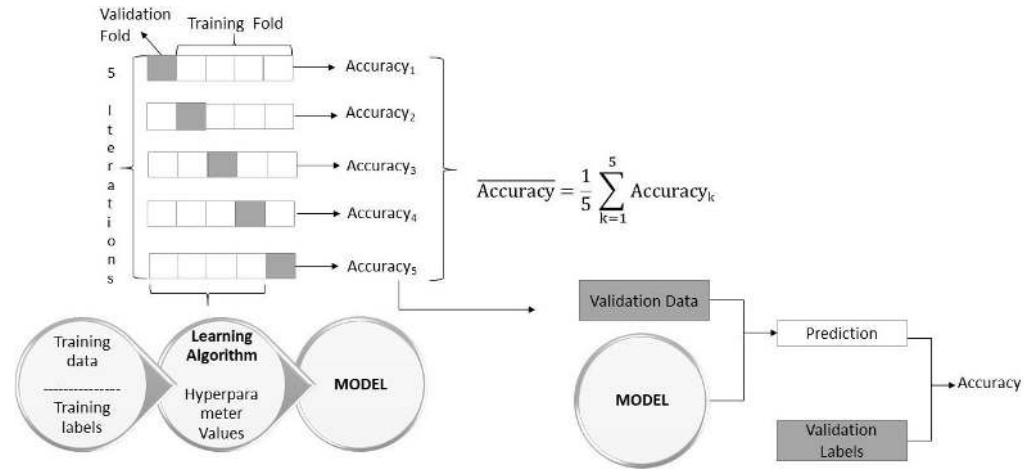 Validation
Fold
Training Fold
5 Iterations
Accuracy₁
Accuracy₂
Accuracy₃
Accuracy₄
Accuracy₅
Accuracy = 1/5 ∑ k=1 5 Accuracyₖ
Training
data
---------------
Training
labels
Learning
Algorithm
Hyperpara
meter
Values
MODEL
Validation Data
MODEL
Prediction
Validation
Labels
Accuracy